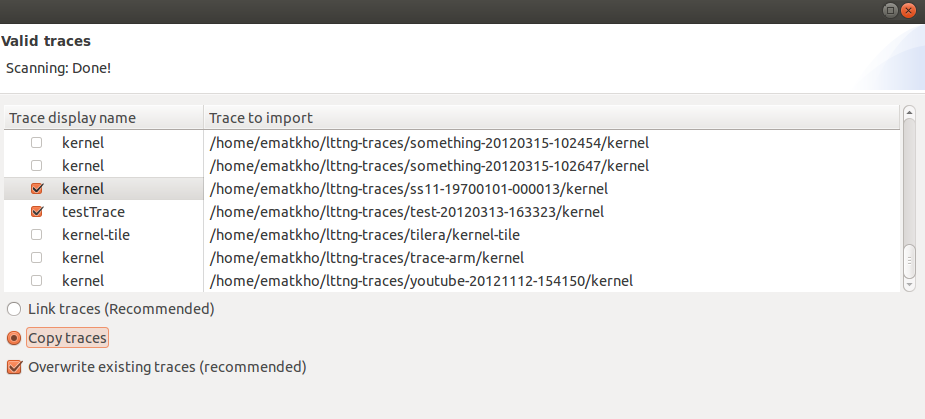 Valid traces
Scanning: Done!
Trace display name Trace to import
kernel /home/ematkho/lttng-traces/something-20120315-102454/kernel
kernel /home/ematkho/lttng-traces/something-20120315-102647/kernel
kernel /home/ematkho/lttng-traces/ss11-19700101-000013/kernel
testTrace /home/ematkho/lttng-traces/test-20120313-163323/kernel
kernel-tile /home/ematkho/lttng-traces/tilera/kernel-tile
kernel /home/ematkho/lttng-traces/trace-arm/kernel
kernel /home/ematkho/lttng-traces/youtube-20121112-154150/kernel
Link traces (Recommended)
Copy traces
Overwrite existing traces (recommended)